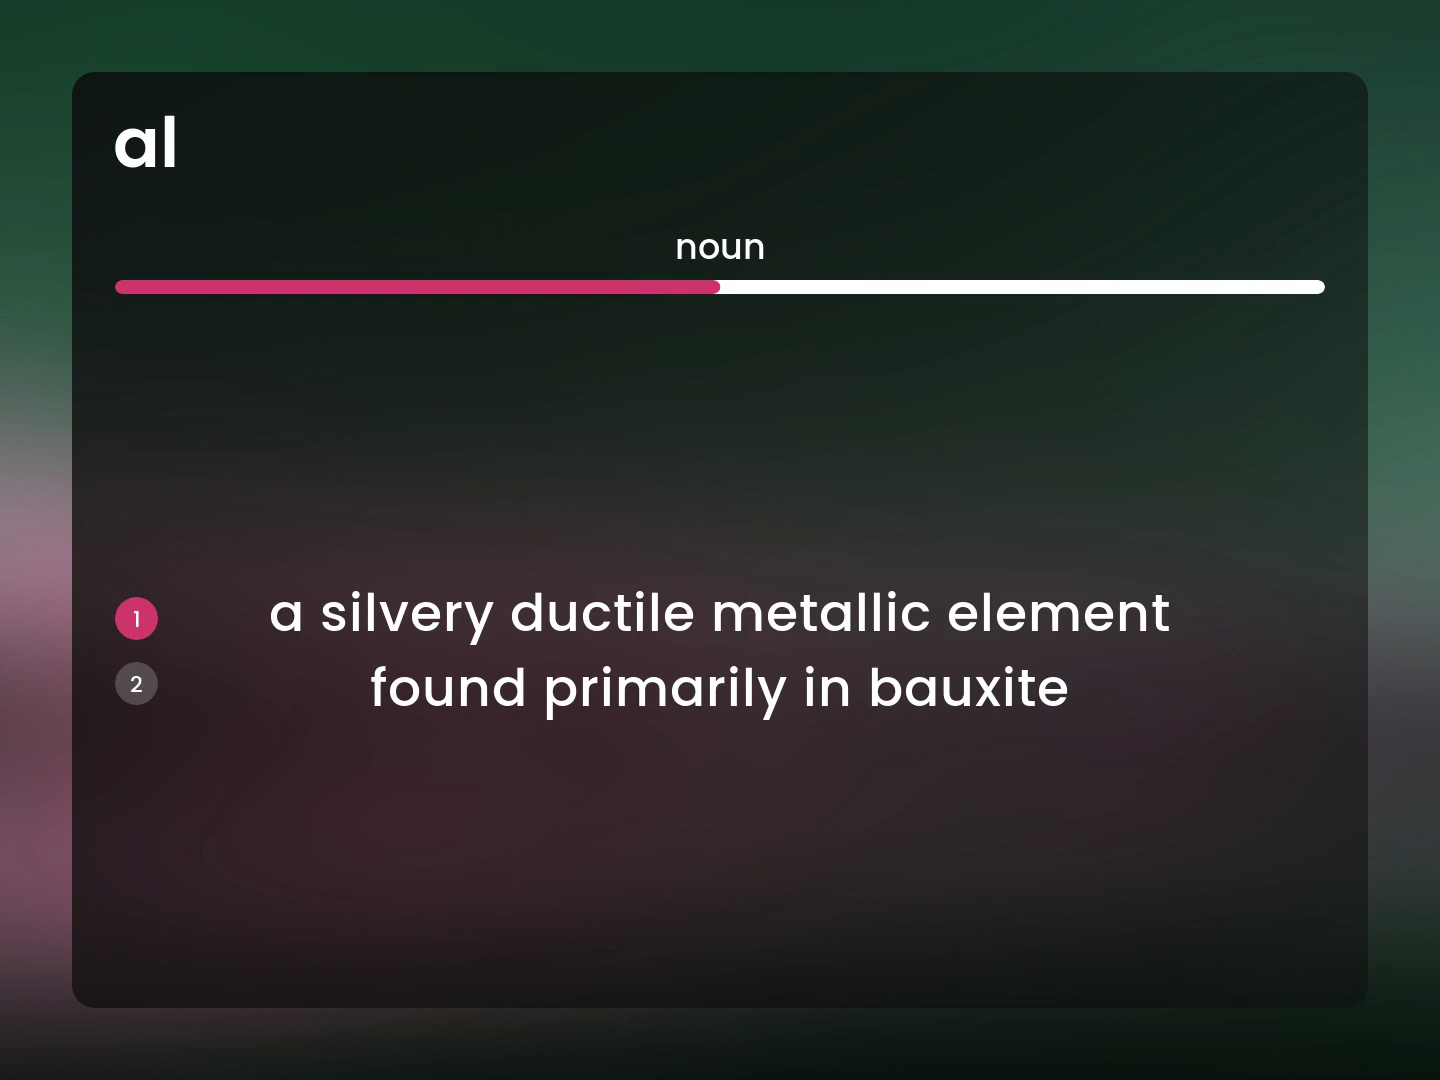 al
noun
1
a silvery ductile metallic element
2
found primarily in bauxite